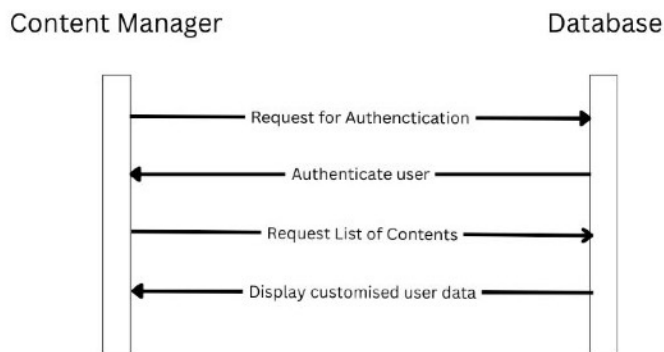 Content Manager
Database
Request for Authenctication
Authenticate user
Request List of Contents
Display customised user data